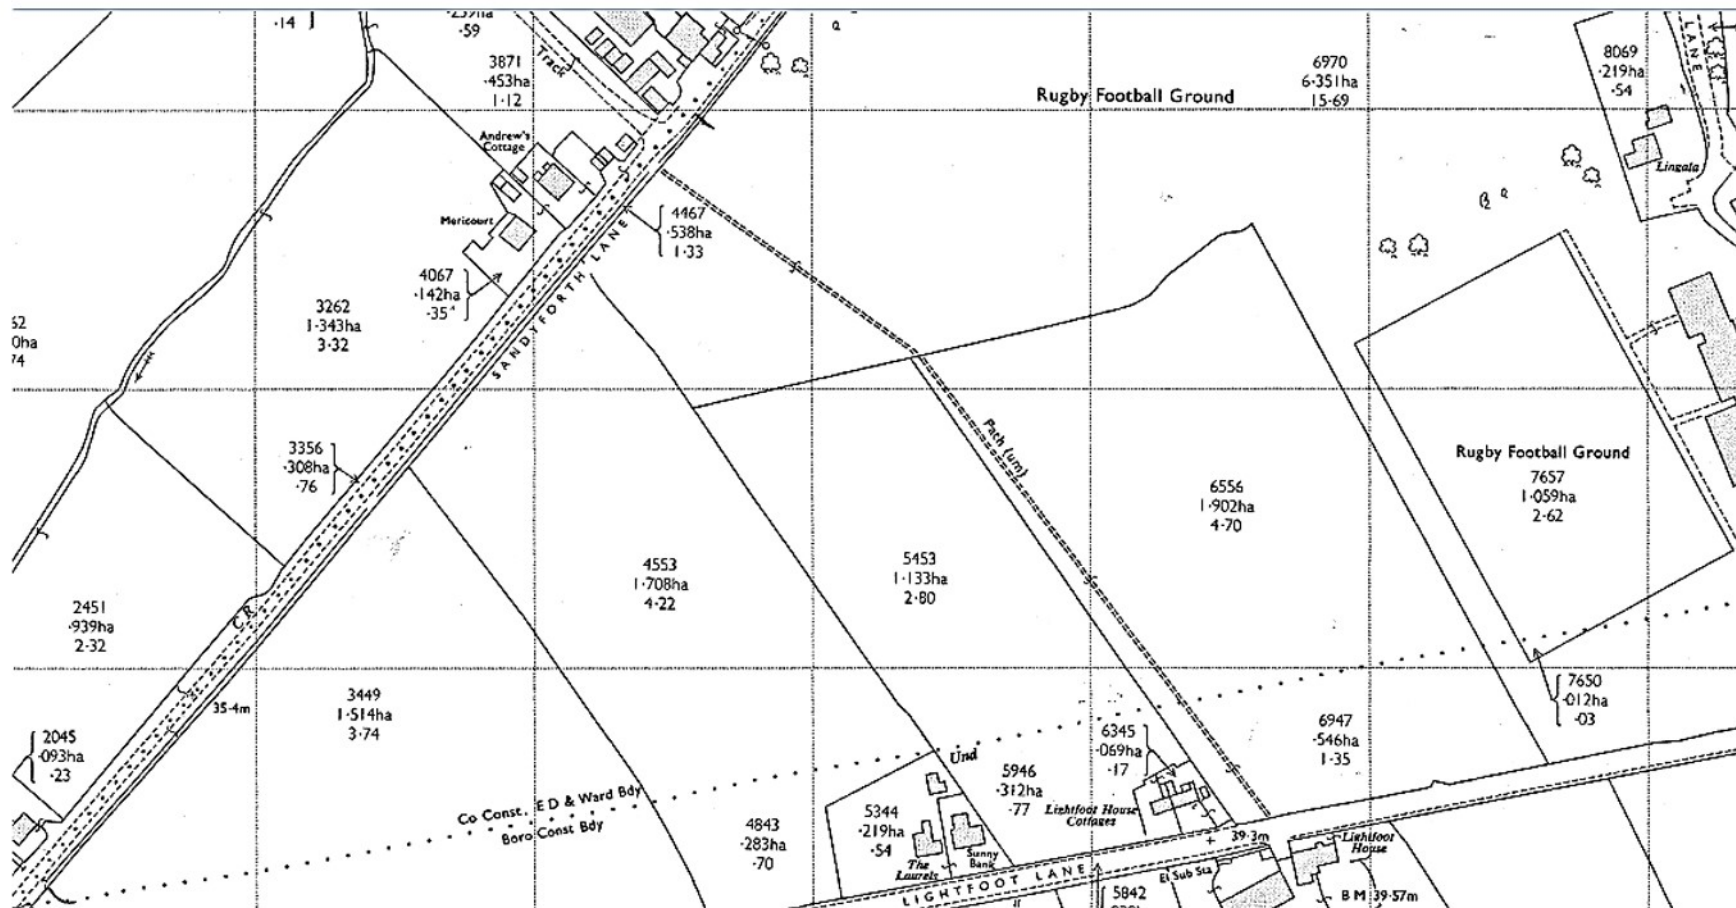 ·14
·59
3871
·453ha
1·12
Track
Rugby Football Ground
6970
6·351ha
15·69
8069
·219ha
·54
LANE
Lingala
Andrew's
Cottage
Mericourt
4467
·538ha
1·33
4067
·142ha
·35
SANDYFORTH LANE
3262
1·343ha
3·32
3356
·308ha
·76
Path (um)
Rugby Football Ground
7657
1·059ha
2·62
6556
1·902ha
4·70
4553
1·708ha
4·22
5453
1·133ha
2·80
2451
·939ha
2·32
C R
35·4m
3449
1·514ha
3·74
2045
·093ha
·23
7650
·012ha
·03
6947
·546ha
1·35
6345
·069ha
·17
Und
5946
·312ha
·77
Lightfoot House
Cottages
Co Const, E D & Ward Bdy
Boro Const Bdy
4843
·283ha
·70
5344
·219ha
·54
The
Laurels
Sunny
Bank
39·3m
Lightfoot
House
LIGHTFOOT LANE
El Sub Sta
5842
B M 39·57m